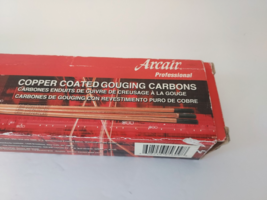 Arcair
Professional
COPPER COATED GOUGING CARBONS
CARBONES ENDUITS DE CUIVRE DE CREUSAGE À LA GOUGE
CARBONES DE GOUGING CON REVESTIMIENTO PURO DE COBRE